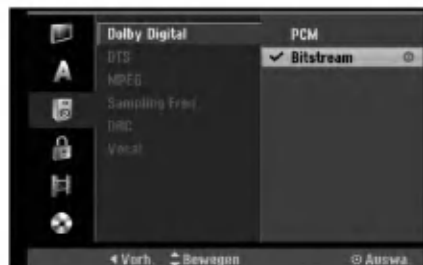 A
Dolby Digital
DTS
MPEG
Sampling Freq.
DRC
Vocal
PCM
Bitstream
Vorh. Bewegen Auswa.